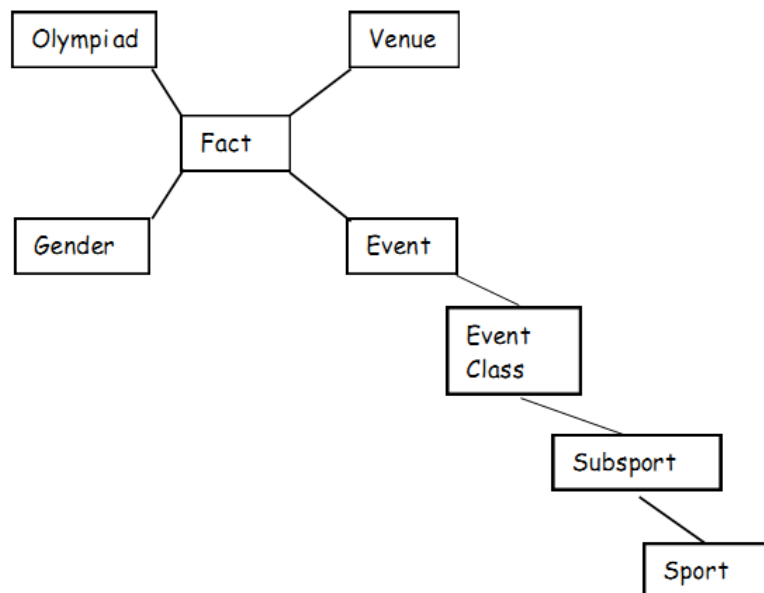 Olympiad
Venue
Fact
Gender
Event
Event
Class
Subsport
Sport